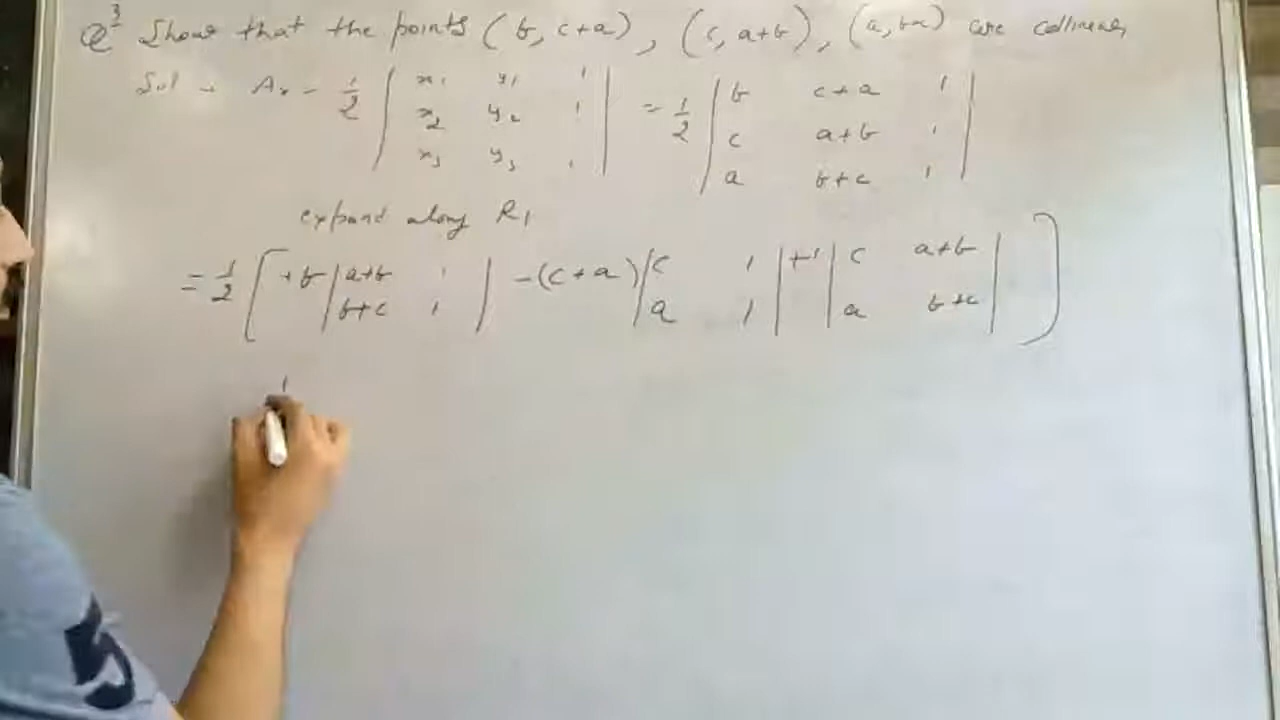 Q3 Show that the points (b, c+a), (c, a+b), (a, b+c) are collinear
Sol → Ar = 1/2 | x1 y1 1 | = 1/2 | b c+a 1 |
| x2 y2 1 | | c a+b 1 |
| x3 y3 1 | | a b+c 1 |
expand along R1
= 1/2 [ +b | a+b 1 | -(c+a) | c 1 | +1 | c a+b | ]
| b+c 1 | | a 1 | | a b+c |